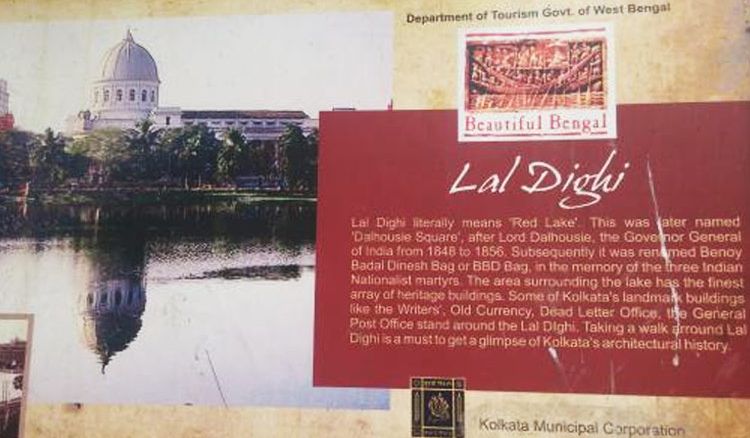 Department of Tourism Govt. of West Bengal
Beautiful Bengal
Lal Dighi
Lal Dighi literally means 'Red Lake'. This was later named
'Dalhousie Square', after Lord Dalhousie, the Governor General
of India from 1848 to 1856. Subsequently it was renamed Benoy
Badal Dinesh Bag or BBD Bag, in the memory of the three Indian
Nationalist martyrs. The area surrounding the lake has the finest
array of heritage buildings. Some of Kolkata's landmark buildings
like the Writers', Old Currency, Dead Letter Office, the General
Post Office stand around the Lal DIghi. Taking a walk arround Lal
Dighi is a must to get a glimpse of Kolkata's architectural history.
Kolkata Municipal Corporation